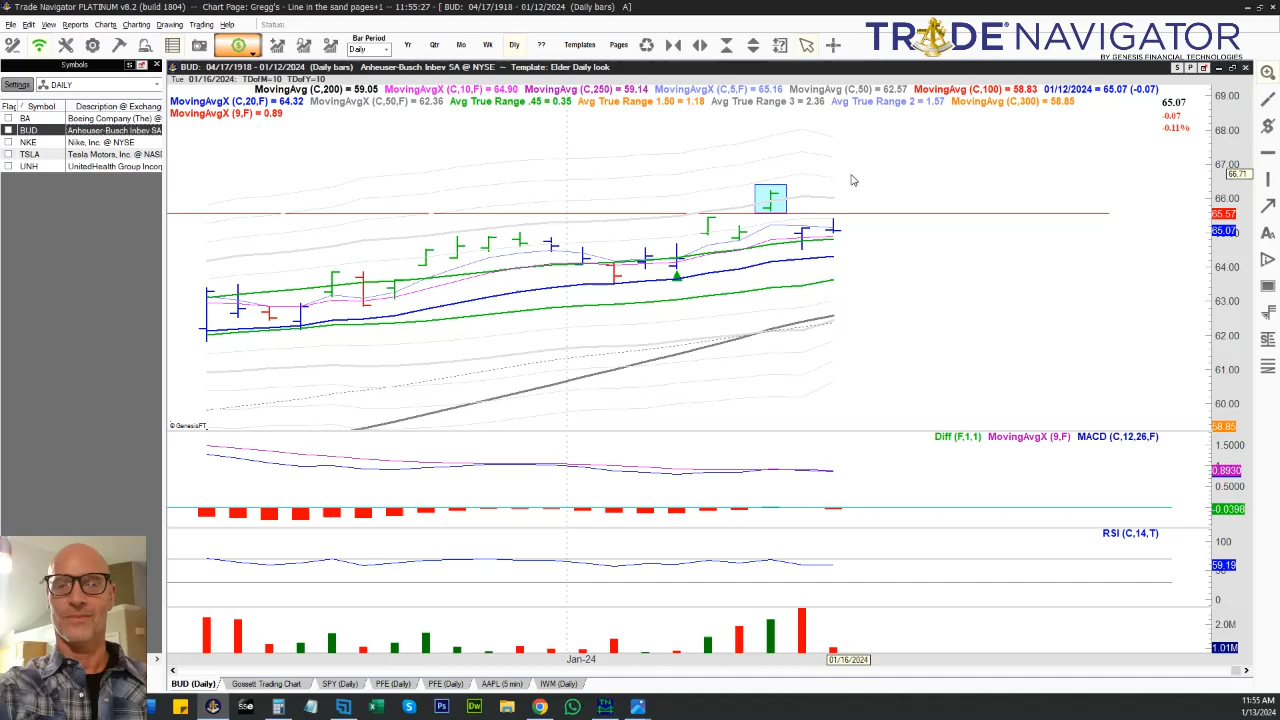 Trade Navigator PLATINUM v8.2 (build 1804) -- Chart Page: Gregg's - Line in the sand pages+1 -- 11:55:27 - [ BUD: 04/17/1918 - 01/12/2024 (Daily bars) A]
File Edit View Reports Charts Charting Drawing Trading Help Status:
Bar Period
Daily
Yr Qtr Mo Wk Dly ?? Templates Pages
TRADE NAVIGATOR
BY GENESIS FINANCIAL TECHNOLOGIES
Symbols
BUD: 04/17/1918 - 01/12/2024 (Daily bars) Anheuser-Busch Inbev SA @ NYSE -- Template: Elder Daily look
S P
Settings DAILY
Tue 01/16/2024: TDofM=10 TDofY=10
MovingAvg (C,200) = 59.05 MovingAvgX (C,10,F) = 64.90 MovingAvg (C,250) = 59.14 MovingAvgX (C,5,F) = 65.16 MovingAvg (C,50) = 62.57 MovingAvg (C,100) = 58.83 01/12/2024 = 65.07 (-0.07)
MovingAvgX (C,20,F) = 64.32 MovingAvgX (C,50,F) = 62.36 Avg True Range .45 = 0.35 Avg True Range 1.50 = 1.18 Avg True Range 3 = 2.36 Avg True Range 2 = 1.57 MovingAvg (C,300) = 58.85
MovingAvgX (9,F) = 0.89
65.07
-0.07
-0.11%
Flag Symbol Description @ Exchange
BA Boeing Company (The) @
BUD Anheuser-Busch Inbev SA
NKE Nike, Inc. @ NYSE
TSLA Tesla Motors, Inc. @ NASD
UNH UnitedHealth Group Incor
69.00
68.00
67.00
66.71
66.00
65.57
65.07
64.00
63.00
62.00
61.00
60.00
58.85
© GenesisFT
Diff (F,1,1) MovingAvgX (9,F) MACD (C,12,26,F)
1.5000
0.8930
0.5000
-0.0398
RSI (C,14,T)
100
59.19
0
2.0M
1.01M
Jan-24
01/16/2024
BUD (Daily) Gossett Trading Chart SPY (Daily) PFE (Daily) PFE (Daily) AAPL (5 min) IWM (Daily)
11:55 AM
1/13/2024